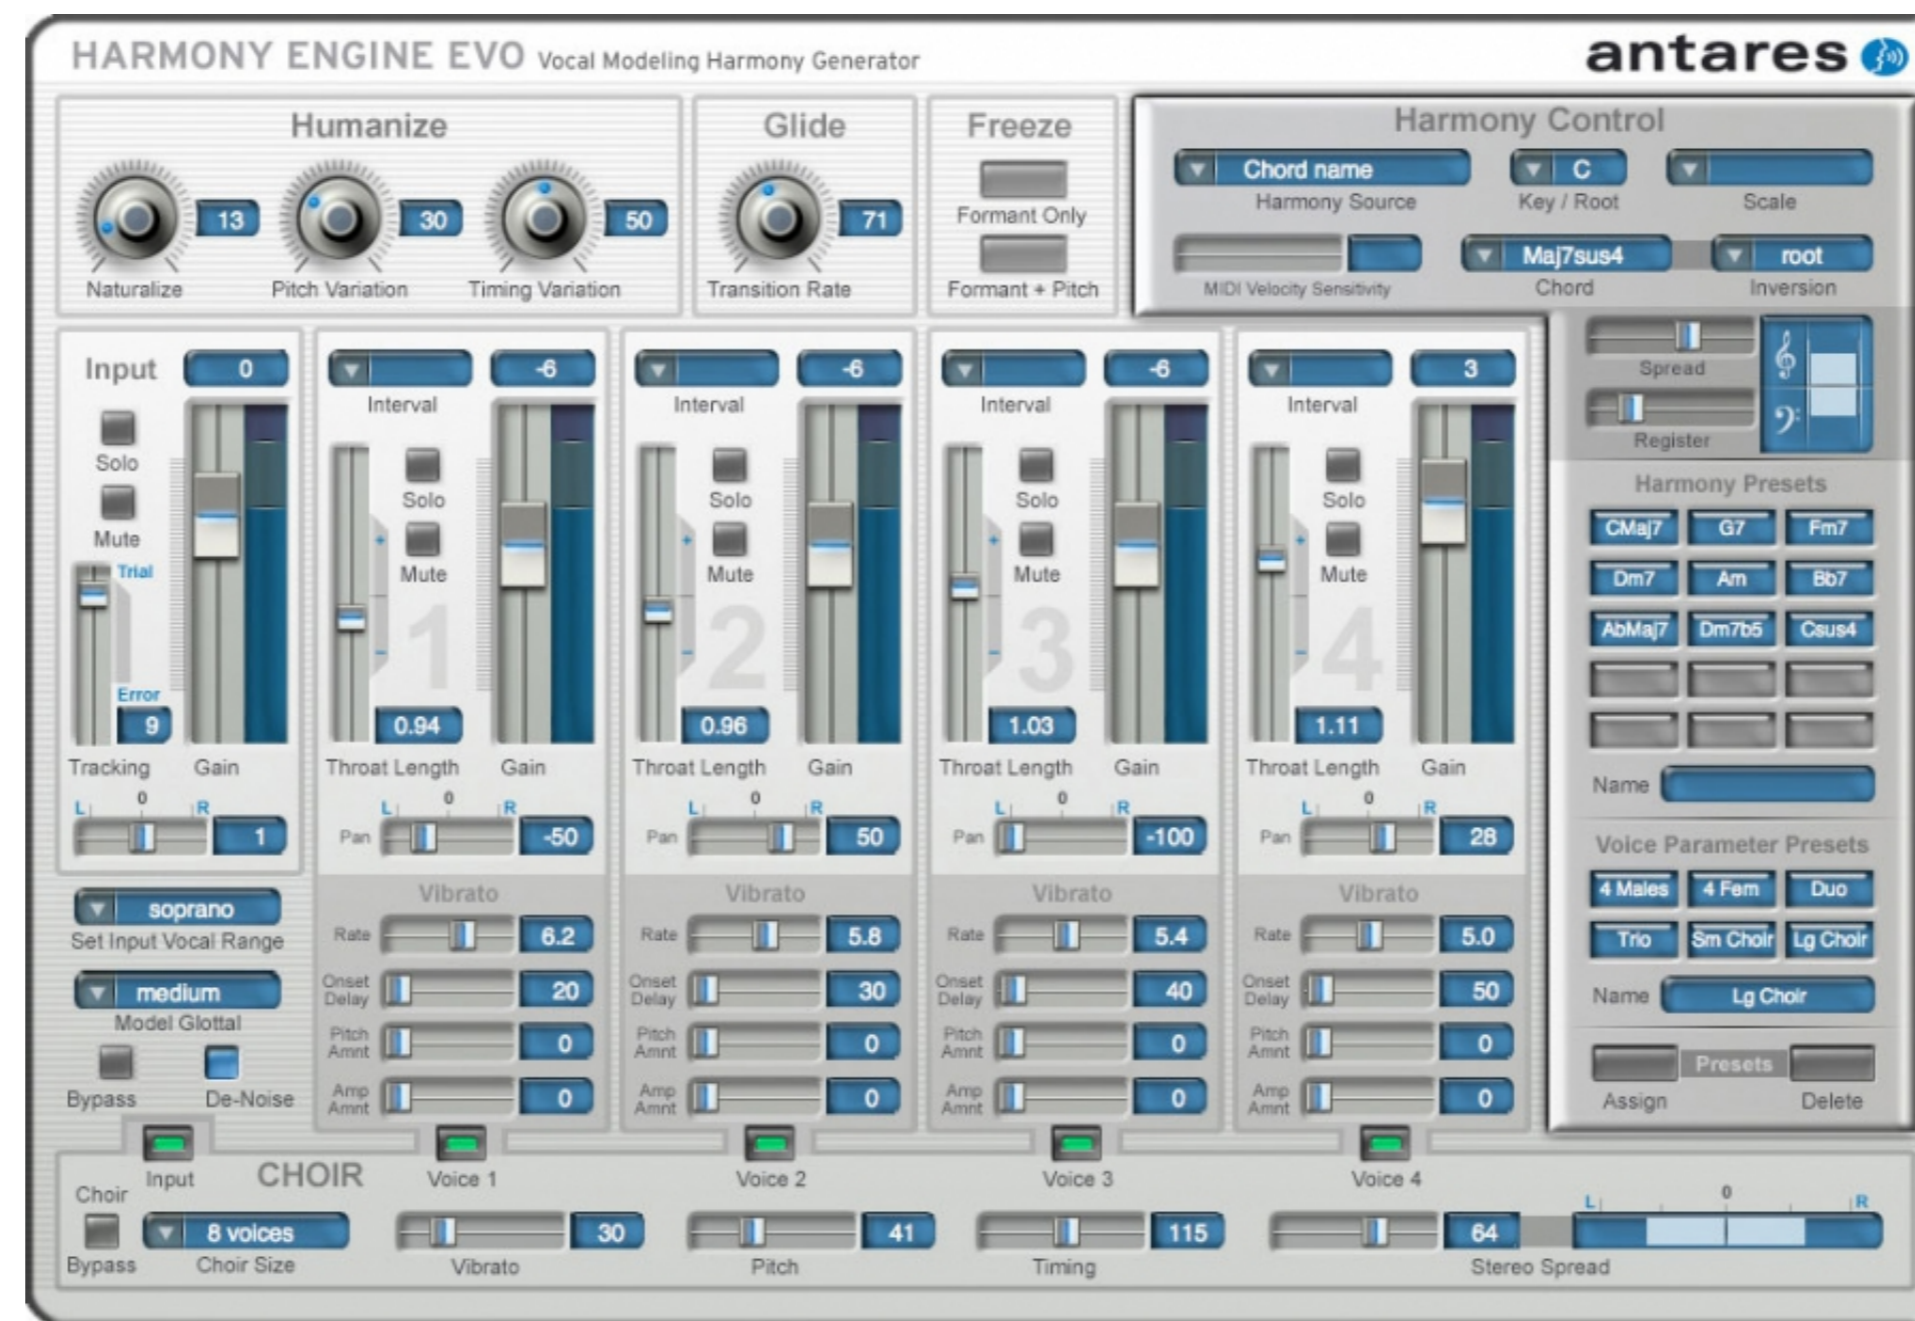 HARMONY ENGINE EVO Vocal Modeling Harmony Generator
antares
Humanize
13
30
50
Naturalize
Pitch Variation
Timing Variation
Glide
71
Transition Rate
Freeze
Formant Only
Formant + Pitch
Harmony Control
Chord name
C
Harmony Source
Key / Root
Scale
Maj7sus4
root
MIDI Velocity Sensitivity
Chord
Inversion
Spread
Register
Input
0
Solo
Mute
Trial
Error
9
Tracking
Gain
L 0 R
1
soprano
Set Input Vocal Range
medium
Model Glottal
Bypass
De-Noise
-6
Interval
Solo
Mute
+
1
-
0.94
Throat Length
Gain
L 0 R
Pan
-50
Vibrato
Rate 6.2
Onset
Delay
20
Pitch
Amnt
0
Amp
Amnt
0
-6
Interval
Solo
Mute
+
2
-
0.96
Throat Length
Gain
L 0 R
Pan
50
Vibrato
Rate 5.8
Onset
Delay
30
Pitch
Amnt
0
Amp
Amnt
0
-6
Interval
Solo
Mute
+
3
-
1.03
Throat Length
Gain
L 0 R
Pan
-100
Vibrato
Rate 5.4
Onset
Delay
40
Pitch
Amnt
0
Amp
Amnt
0
3
Interval
Solo
Mute
+
4
-
1.11
Throat Length
Gain
L 0 R
Pan
28
Vibrato
Rate 5.0
Onset
Delay
50
Pitch
Amnt
0
Amp
Amnt
0
Harmony Presets
CMaj7 G7 Fm7
Dm7 Am Bb7
AbMaj7 Dm7b5 Csus4
Name
Voice Parameter Presets
4 Males 4 Fem Duo
Trio Sm Choir Lg Choir
Name Lg Choir
Presets
Assign
Delete
Input
CHOIR
Voice 1
Voice 2
Voice 3
Voice 4
Choir
Bypass
8 voices
Choir Size
30
Vibrato
41
Pitch
115
Timing
64
L 0 R
Stereo Spread